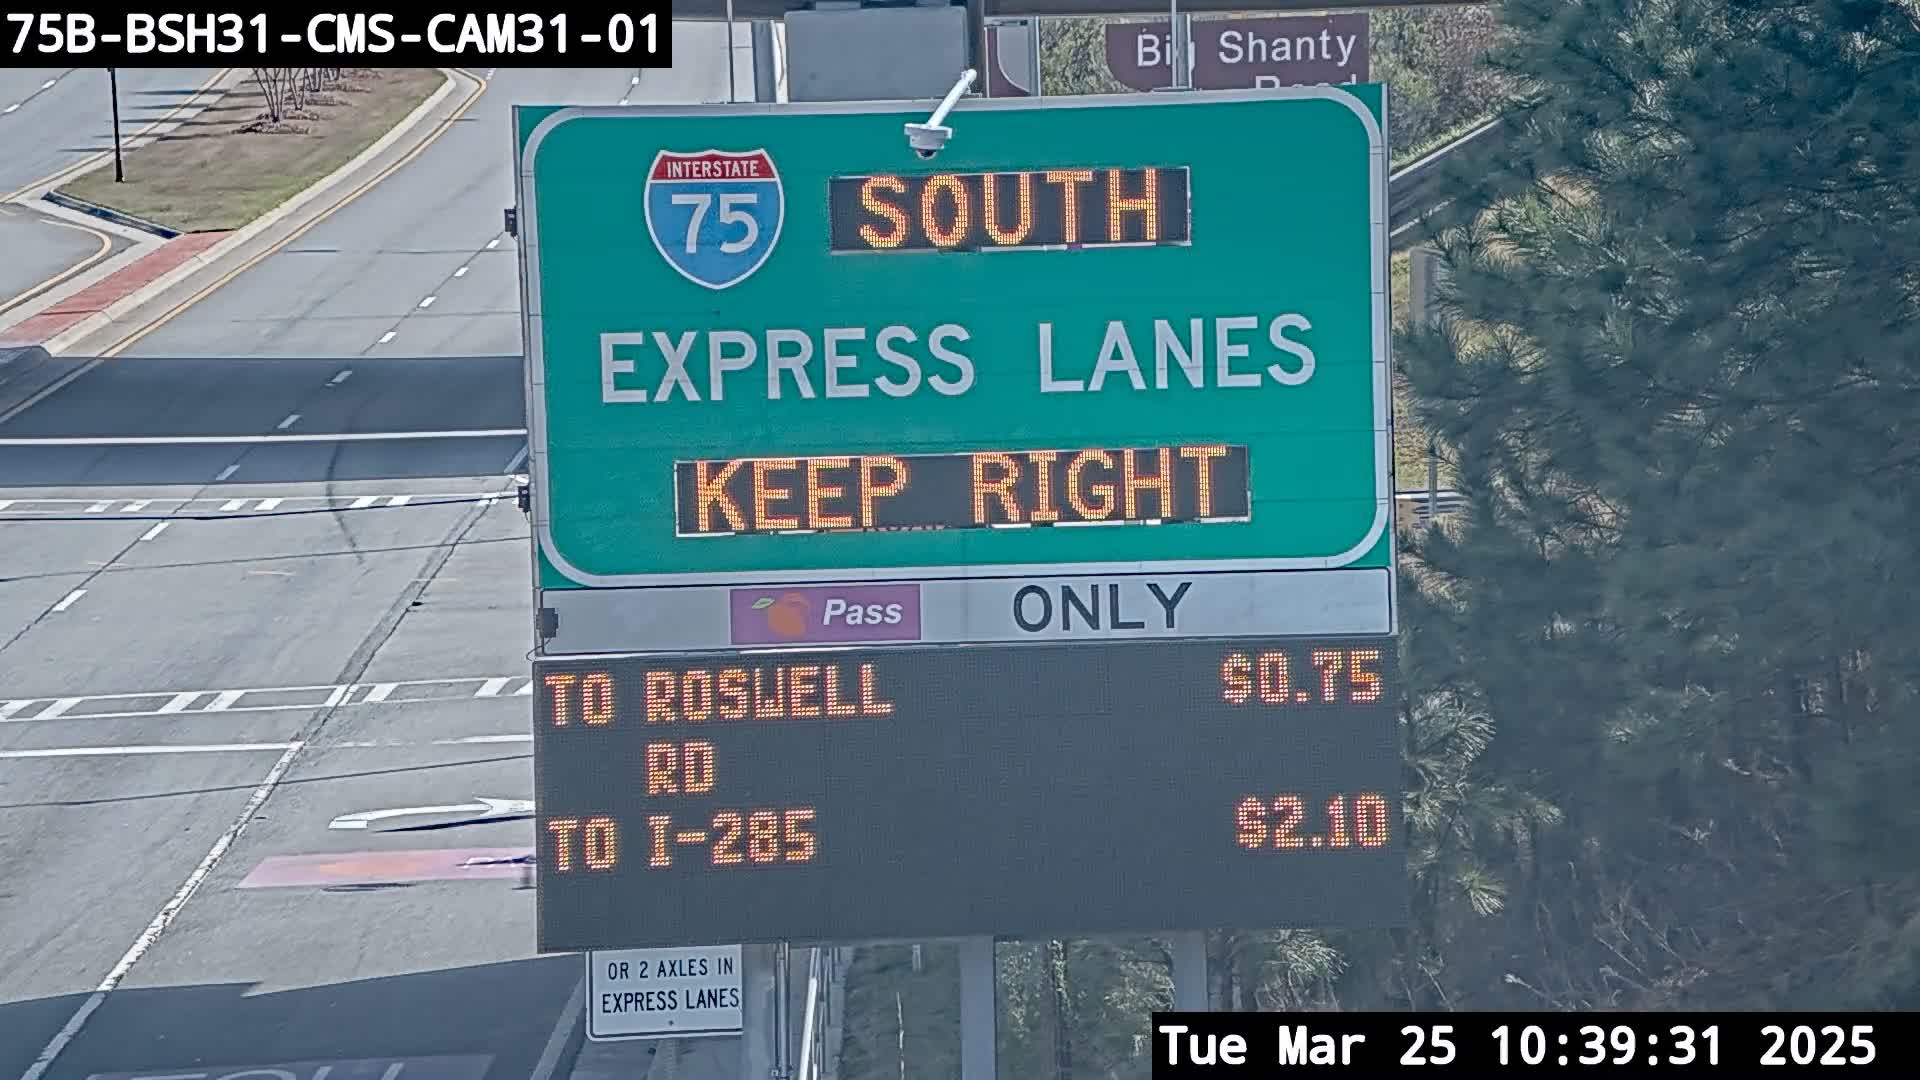 75B-BSH31-CMS-CAM31-01
Big Shanty
Road
INTERSTATE
75
SOUTH
EXPRESS LANES
KEEP RIGHT
Pass ONLY
TO ROSWELL $0.75
RD
TO I-285 $2.10
OR 2 AXLES IN
EXPRESS LANES
Tue Mar 25 10:39:31 2025